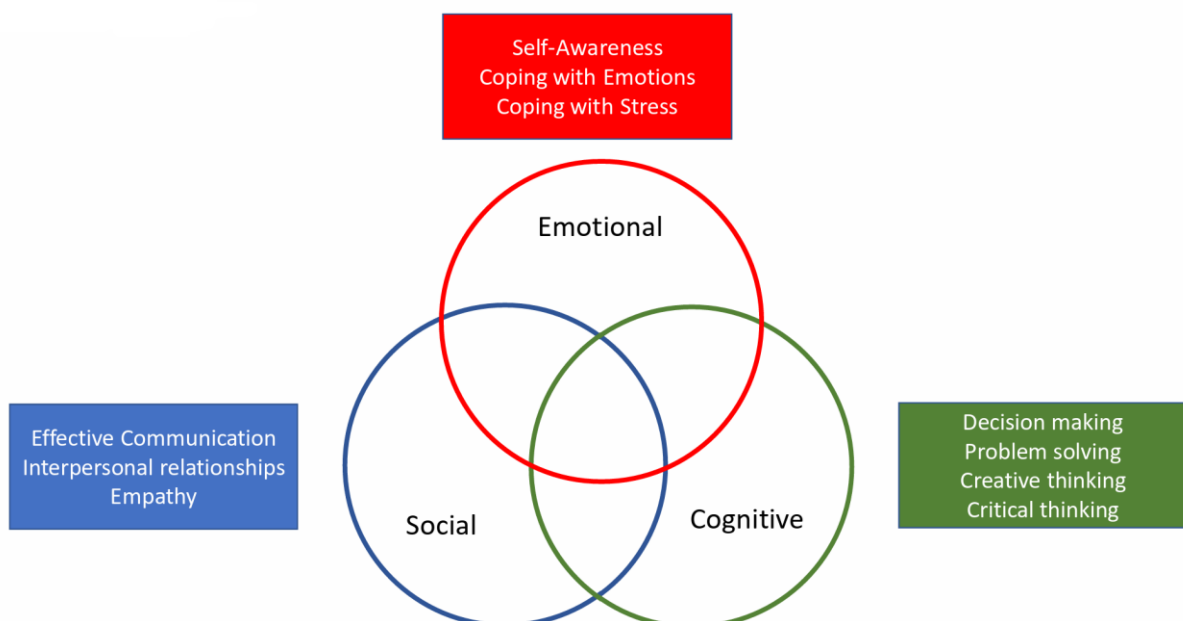 Self-Awareness
Coping with Emotions
Coping with Stress
Emotional
Effective Communication
Interpersonal relationships
Empathy
Social
Cognitive
Decision making
Problem solving
Creative thinking
Critical thinking